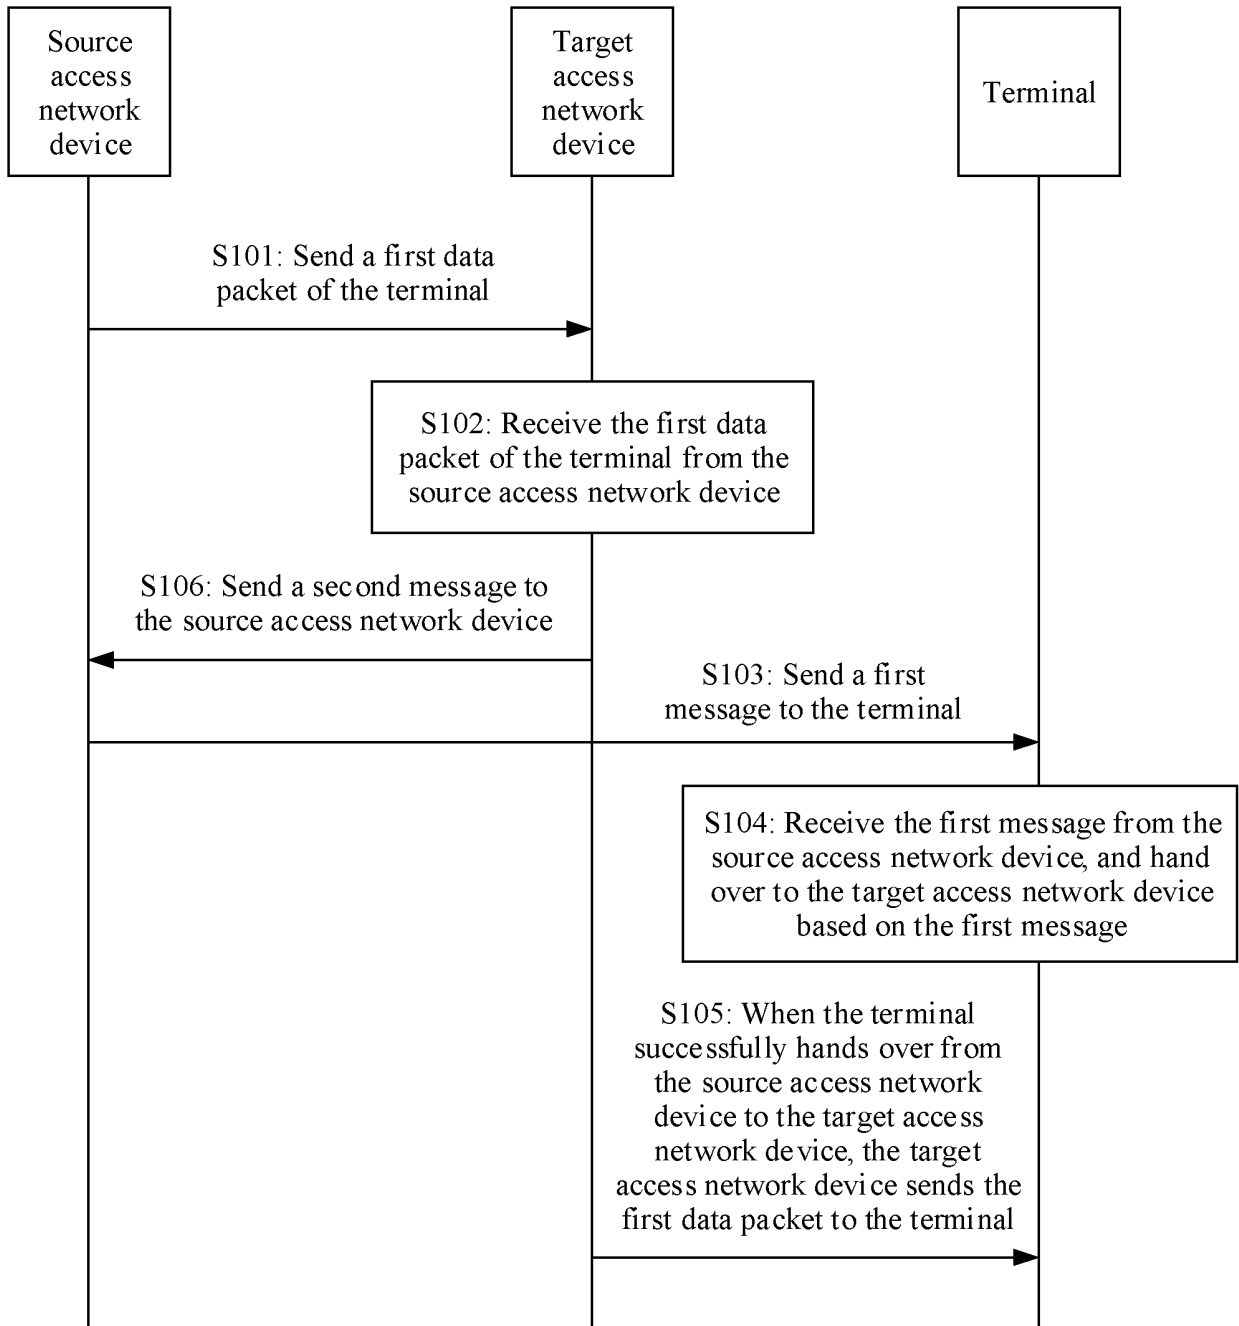 Source
access
network
device
Target
access
network
device
Terminal
S101: Send a first data
packet of the terminal
S102: Receive the first data
packet of the terminal from the
source access network device
S106: Send a second message to
the source access network device
S103: Send a first
message to the terminal
S104: Receive the first message from the
source access network device, and hand
over to the target access network device
based on the first message
S105: When the terminal
successfully hands over from
the source access network
device to the target access
network device, the target
access network device sends the
first data packet to the terminal